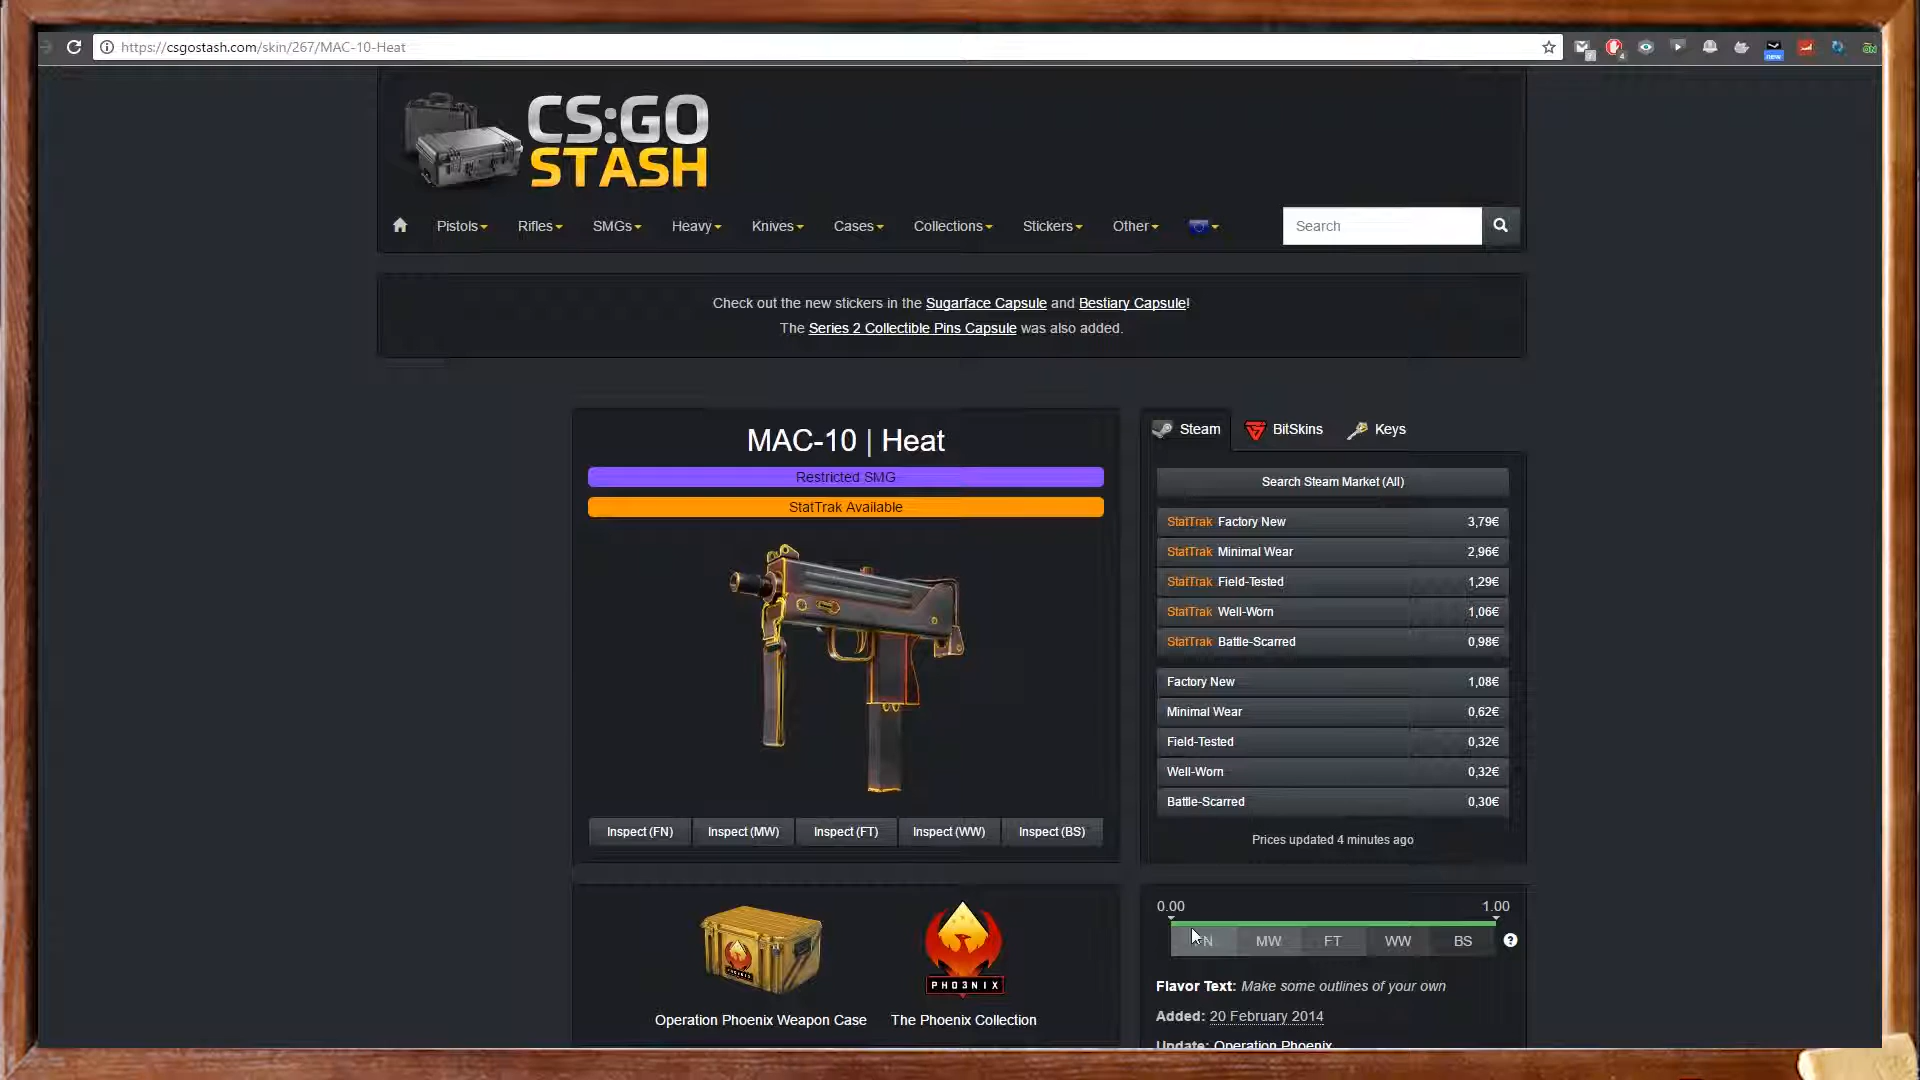 https://csgostash.com/skin/267/MAC-10-Heat
CS:GO
STASH
Pistols Rifles SMGs Heavy Knives Cases Collections Stickers Other
Search
Check out the new stickers in the Sugarface Capsule and Bestiary Capsule!
The Series 2 Collectible Pins Capsule was also added.
MAC-10 | Heat
Restricted SMG
StatTrak Available
Inspect (FN) Inspect (MW) Inspect (FT) Inspect (WW) Inspect (BS)
Operation Phoenix Weapon Case
PHO3NIX
The Phoenix Collection
Steam BitSkins Keys
Search Steam Market (All)
StatTrak Factory New 3,79€
StatTrak Minimal Wear 2,96€
StatTrak Field-Tested 1,29€
StatTrak Well-Worn 1,06€
StatTrak Battle-Scarred 0,98€
Factory New 1,08€
Minimal Wear 0,62€
Field-Tested 0,32€
Well-Worn 0,32€
Battle-Scarred 0,30€
Prices updated 4 minutes ago
0.00 1.00
MW FT WW BS
Flavor Text: Make some outlines of your own
Added: 20 February 2014
Update: Operation Phoenix